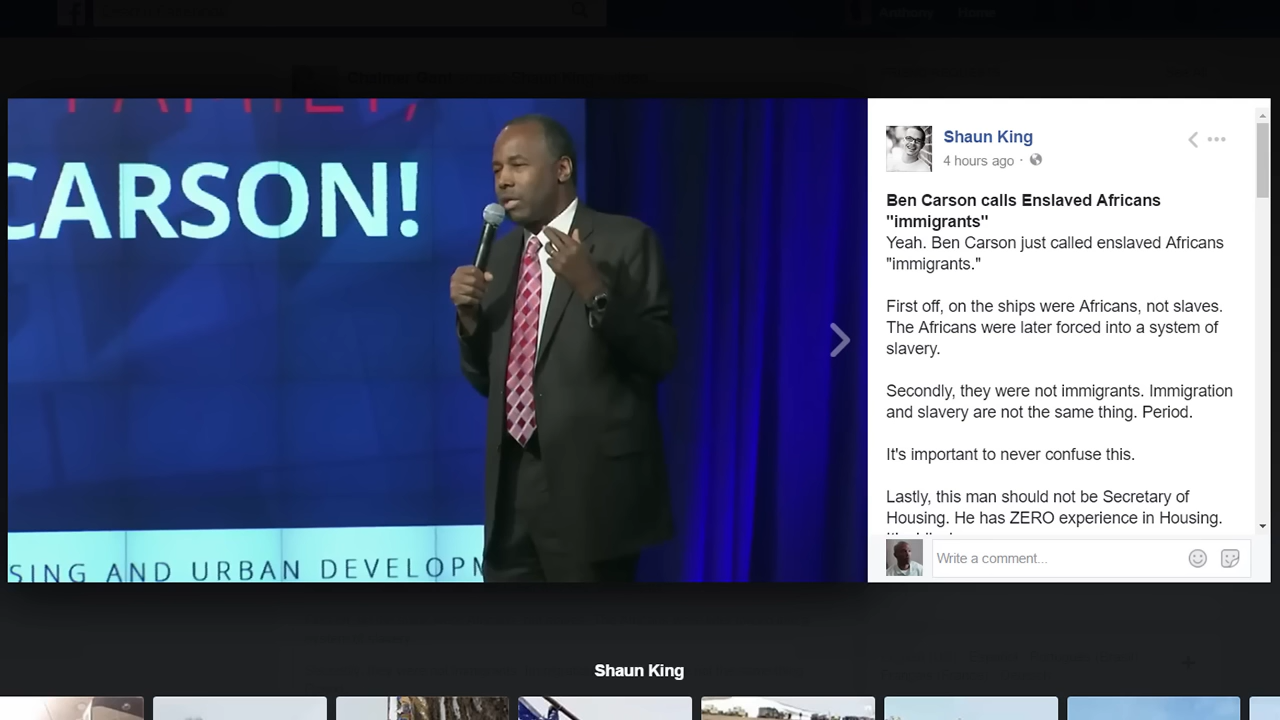 Anthony
Home
FAMILY,
CARSON!
SING AND URBAN DEVELOPM
Shaun King
4 hours ago ·
Ben Carson calls Enslaved Africans
"immigrants"
Yeah. Ben Carson just called enslaved Africans
"immigrants."
First off, on the ships were Africans, not slaves.
The Africans were later forced into a system of
slavery.
Secondly, they were not immigrants. Immigration
and slavery are not the same thing. Period.
It's important to never confuse this.
Lastly, this man should not be Secretary of
Housing. He has ZERO experience in Housing.
Write a comment...
Shaun King